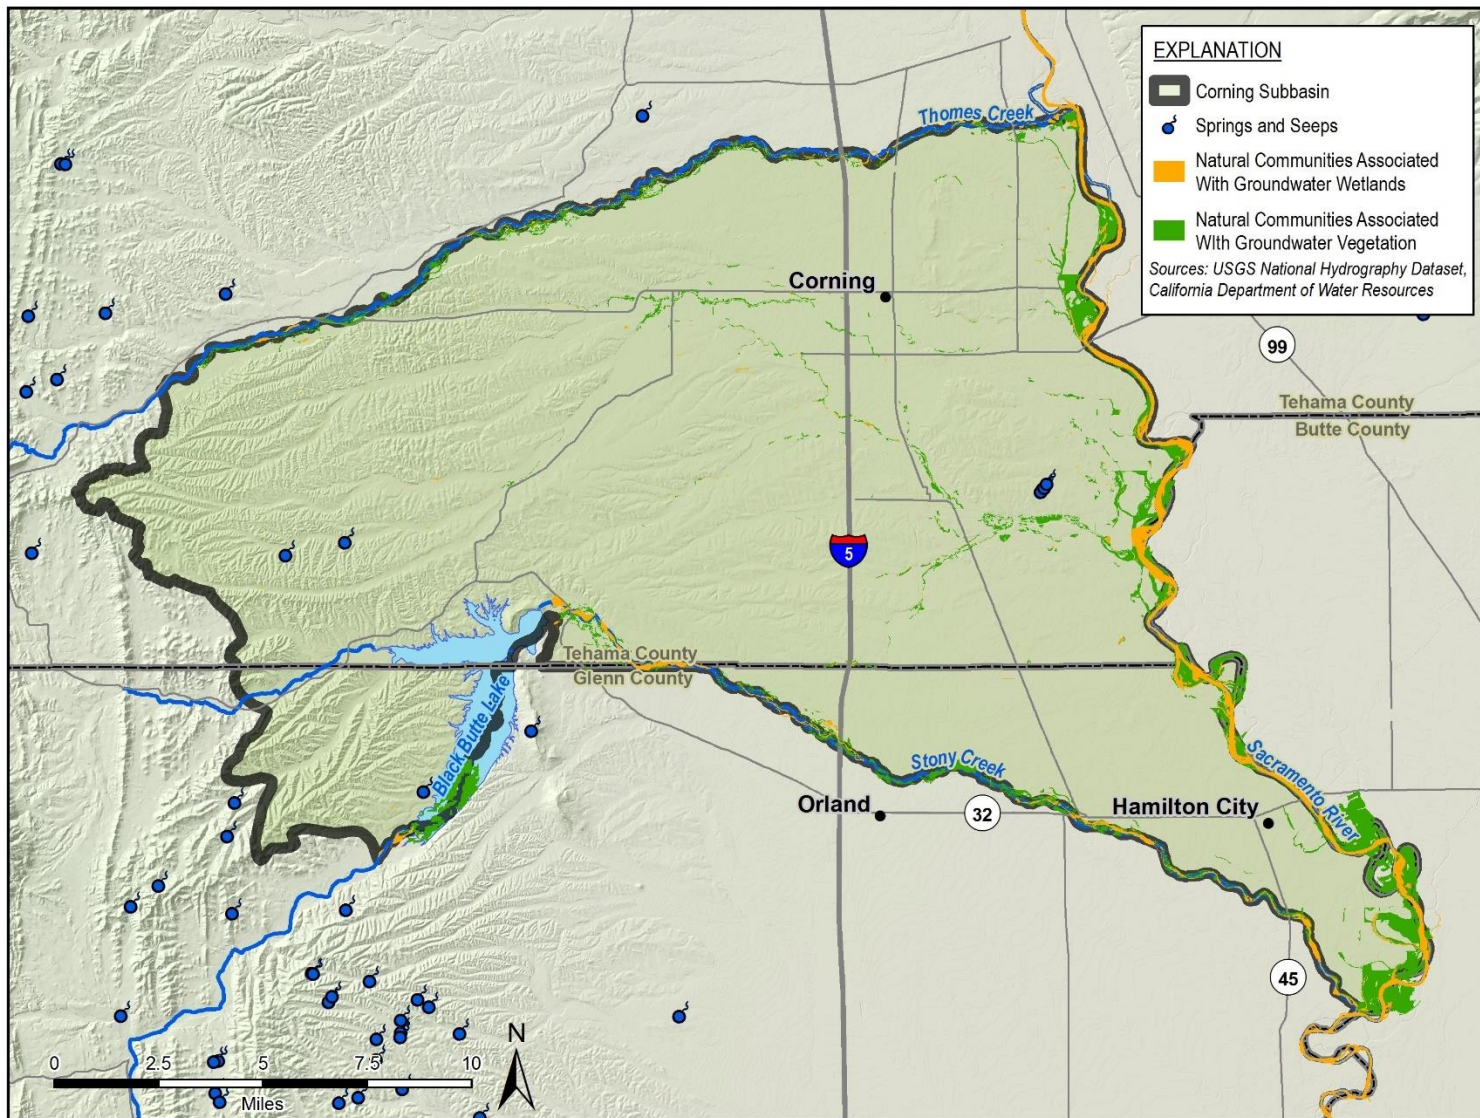 EXPLANATION
Corning Subbasin
Springs and Seeps
Natural Communities Associated
With Groundwater Wetlands
Natural Communities Associated
WIth Groundwater Vegetation
Sources: USGS National Hydrography Dataset,
California Department of Water Resources
Thomes Creek
Corning
99
Tehama County
Butte County
5
Tehama County
Glenn County
Black Butte Lake
Stony Creek
Sacramento River
Orland
32
Hamilton City
45
N
0 2.5 5 7.5 10
Miles